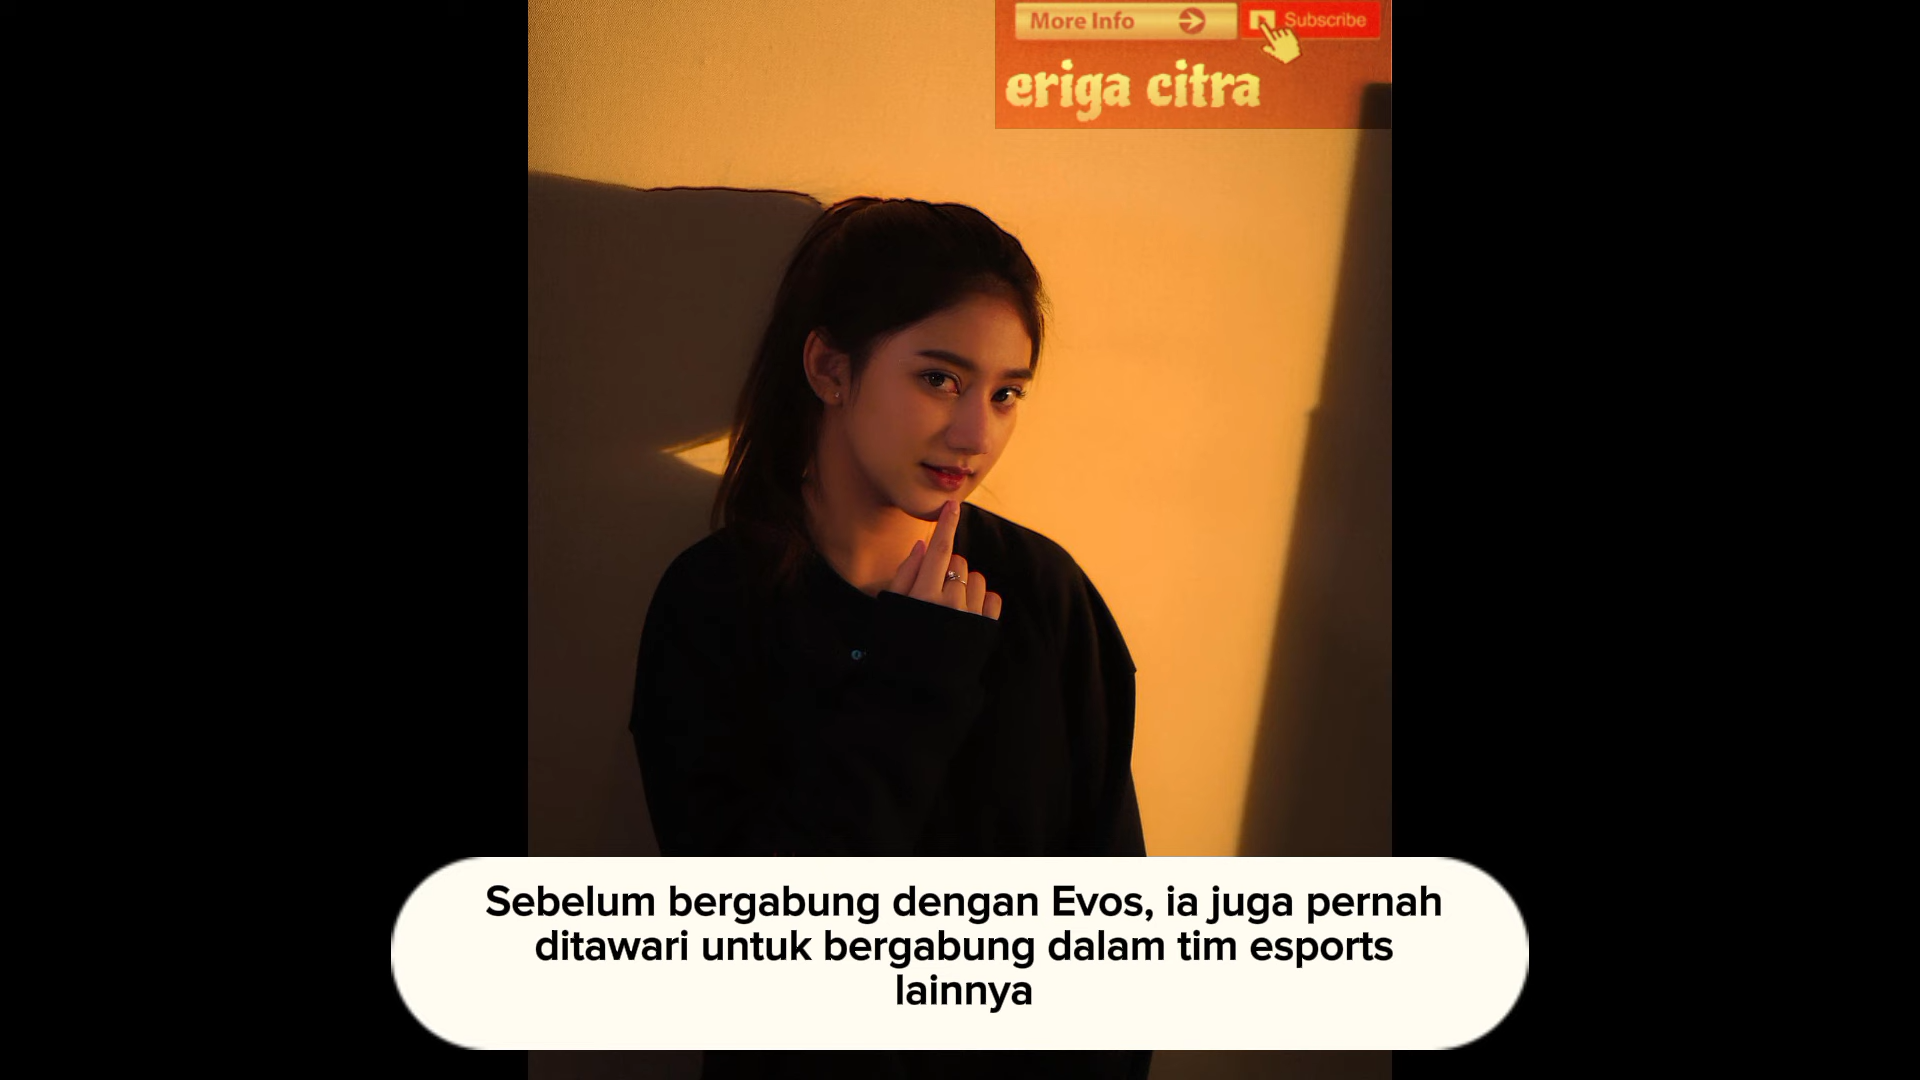 More Info
Subscribe
eriga citra
Sebelum bergabung dengan Evos, ia juga pernah
ditawari untuk bergabung dalam tim esports
lainnya